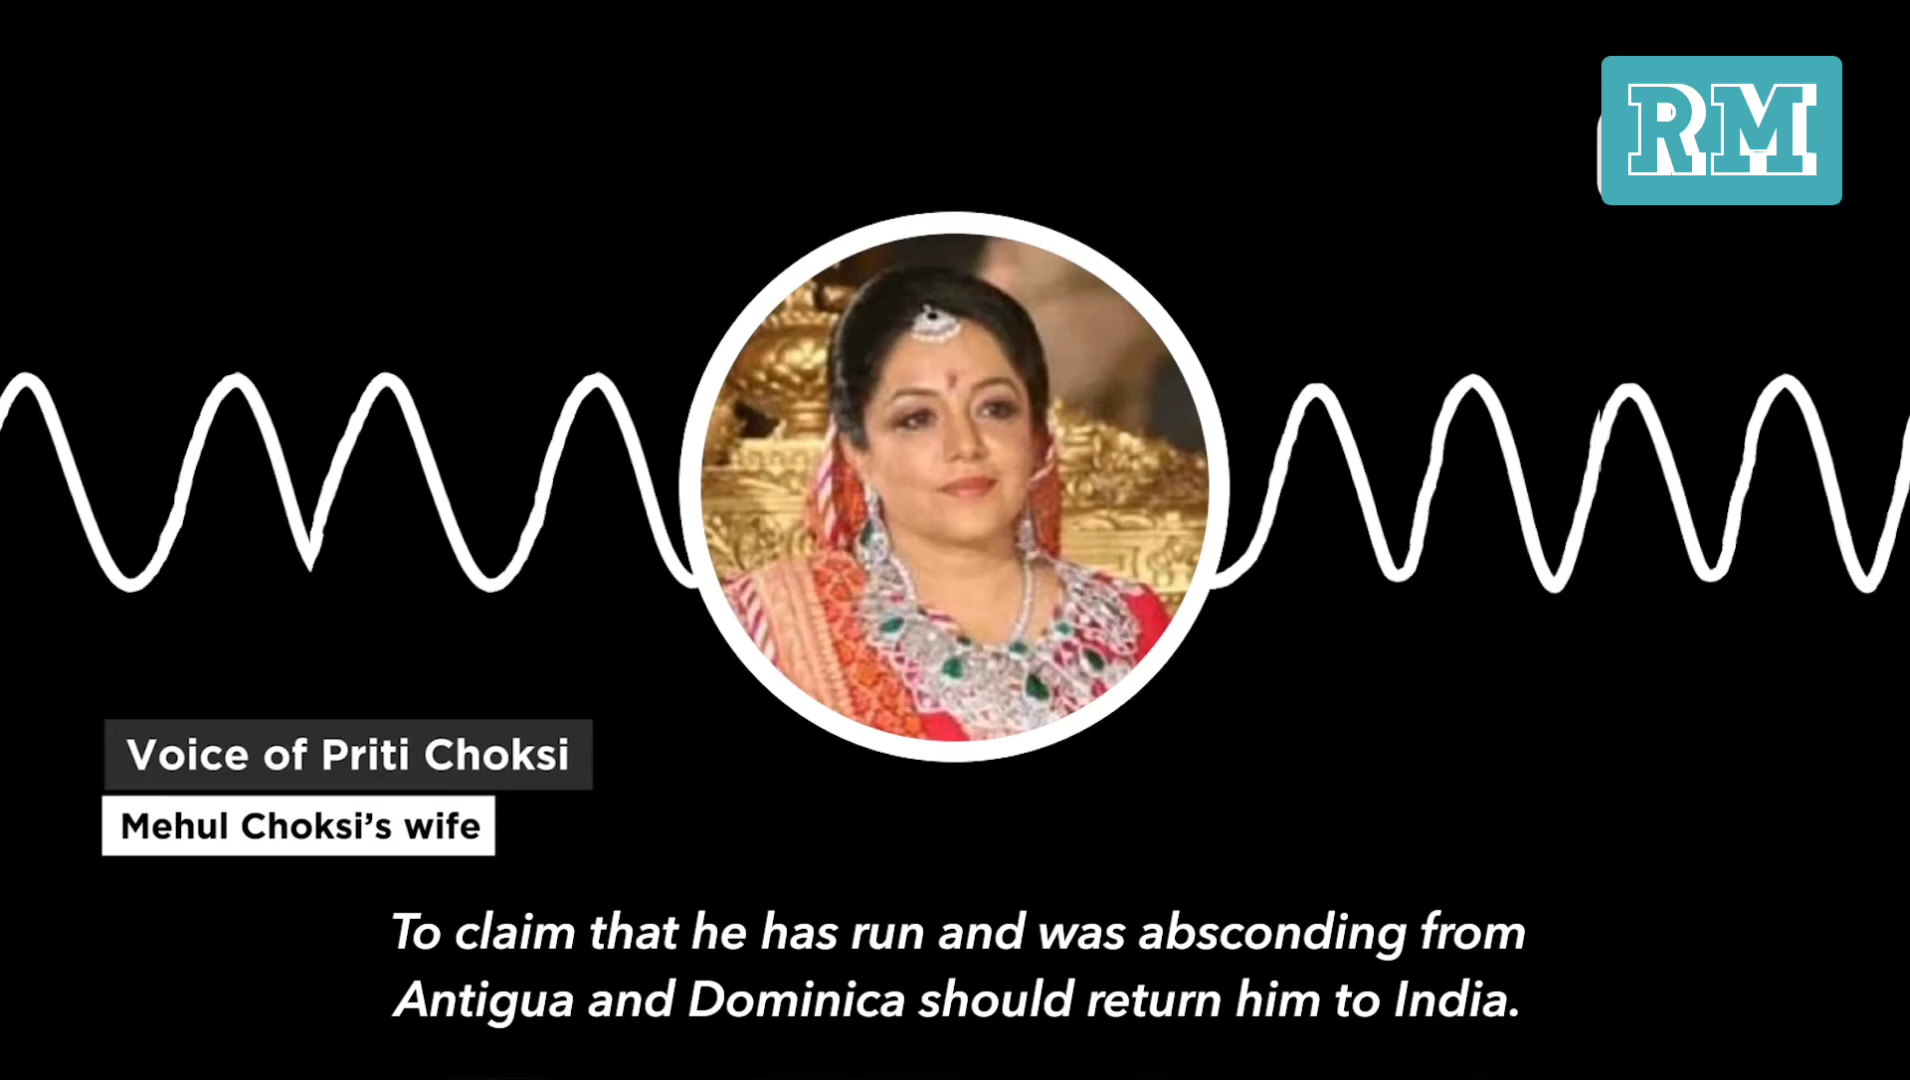 RM
Voice of Priti Choksi
Mehul Choksi’s wife
To claim that he has run and was absconding from
Antigua and Dominica should return him to India.